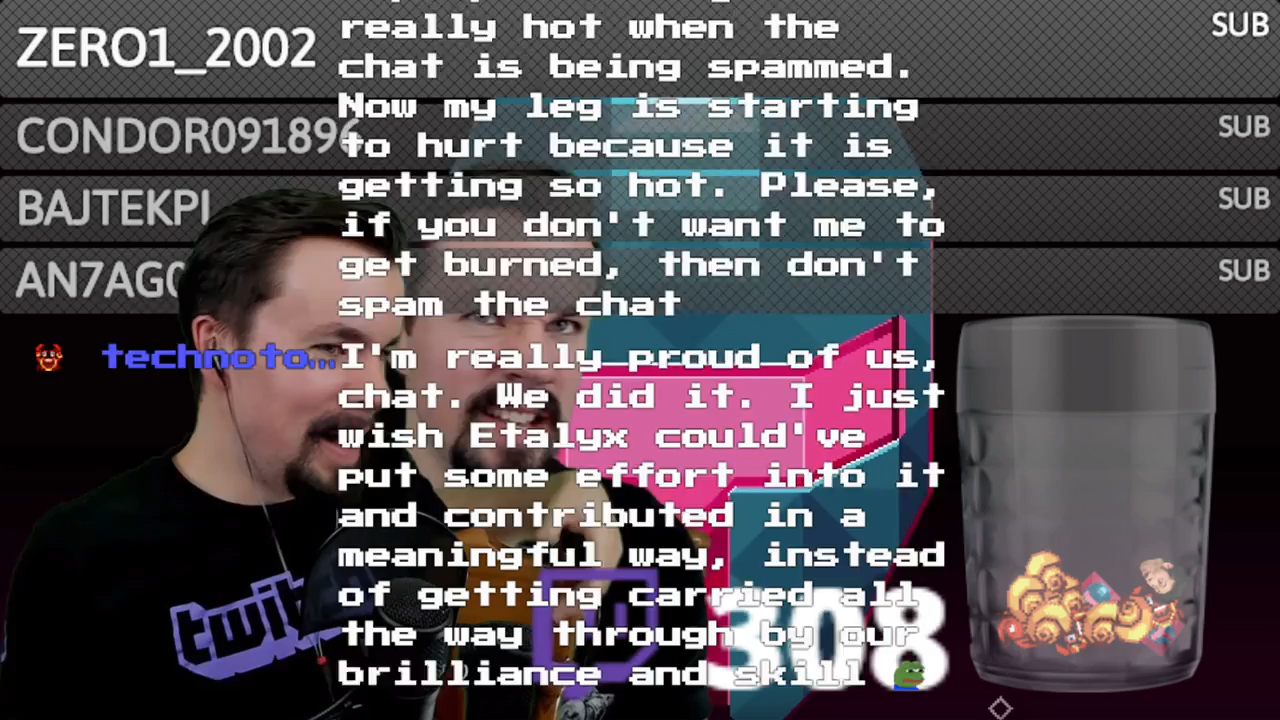 really hot when the
ZERO1_2002
SUB
chat is being spammed.
Now my leg is starting
CONDOR091896
SUB
to hurt because it is
getting so hot. Please,
BAJTEKPL
SUB
if you don't want me to
get burned, then don't
AN7AG0
SUB
spam the chat
technoto... I'm really proud of us,
chat. We did it. I just
wish Etalyx could've
put some effort into it
and contributed in a
meaningful way, instead
of getting carried all
the way through by our
brilliance and skill
308
twit